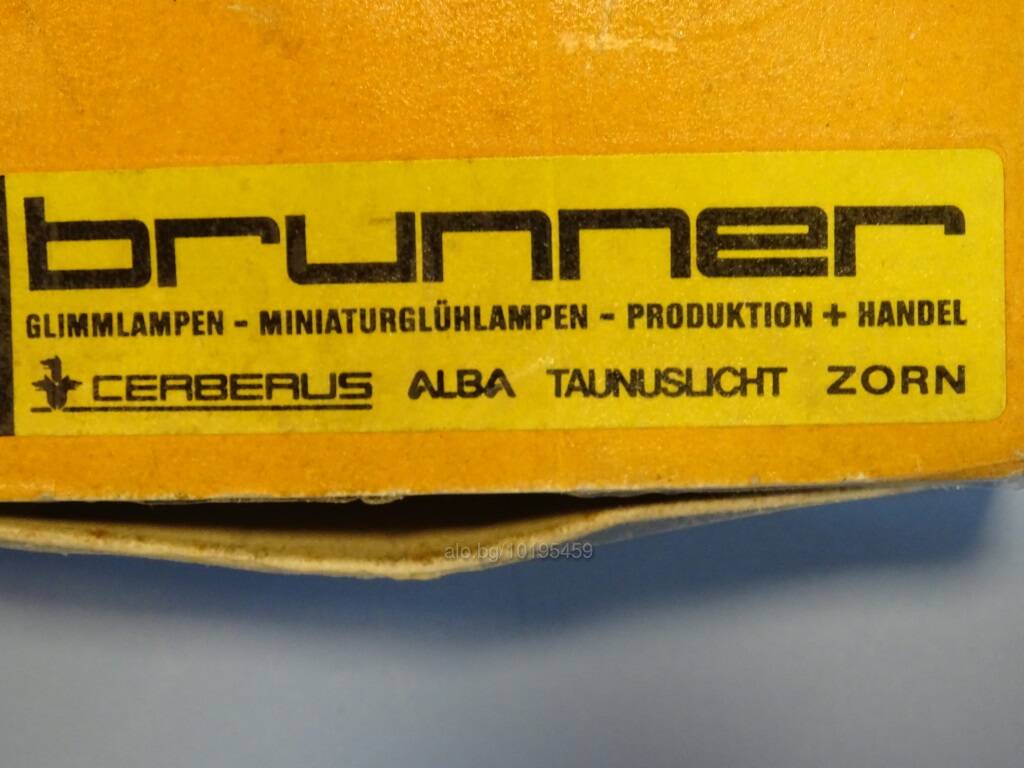 brunner
GLIMMLAMPEN - MINIATURGLÜHLAMPEN - PRODUKTION + HANDEL
CERBERUS ALBA TAUNUSLICHT ZORN
alo.bg/10195459